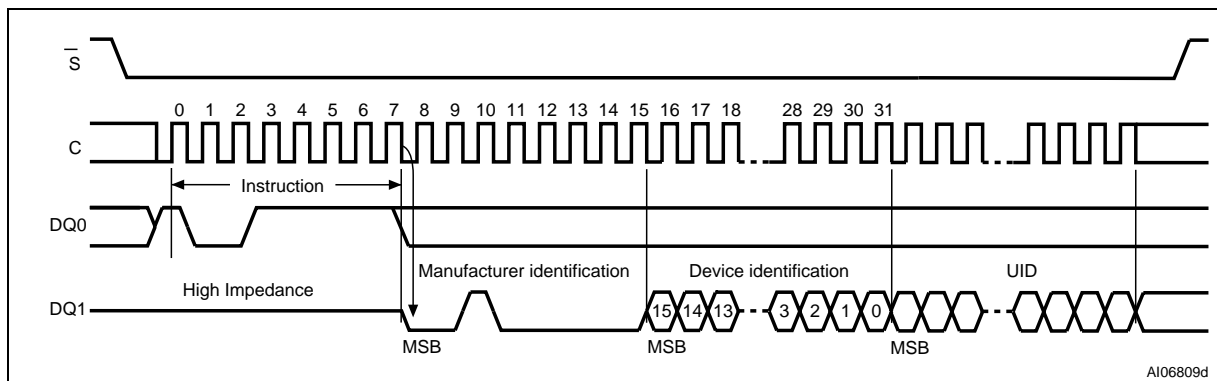 S
0 1 2 3 4 5 6 7 8 9 10 11 12 13 14 15 16 17 18 28 29 30 31
C
Instruction
DQ0
Manufacturer identification Device identification UID
High Impedance
DQ1 15 14 13 3 2 1 0
MSB MSB MSB
AI06809d